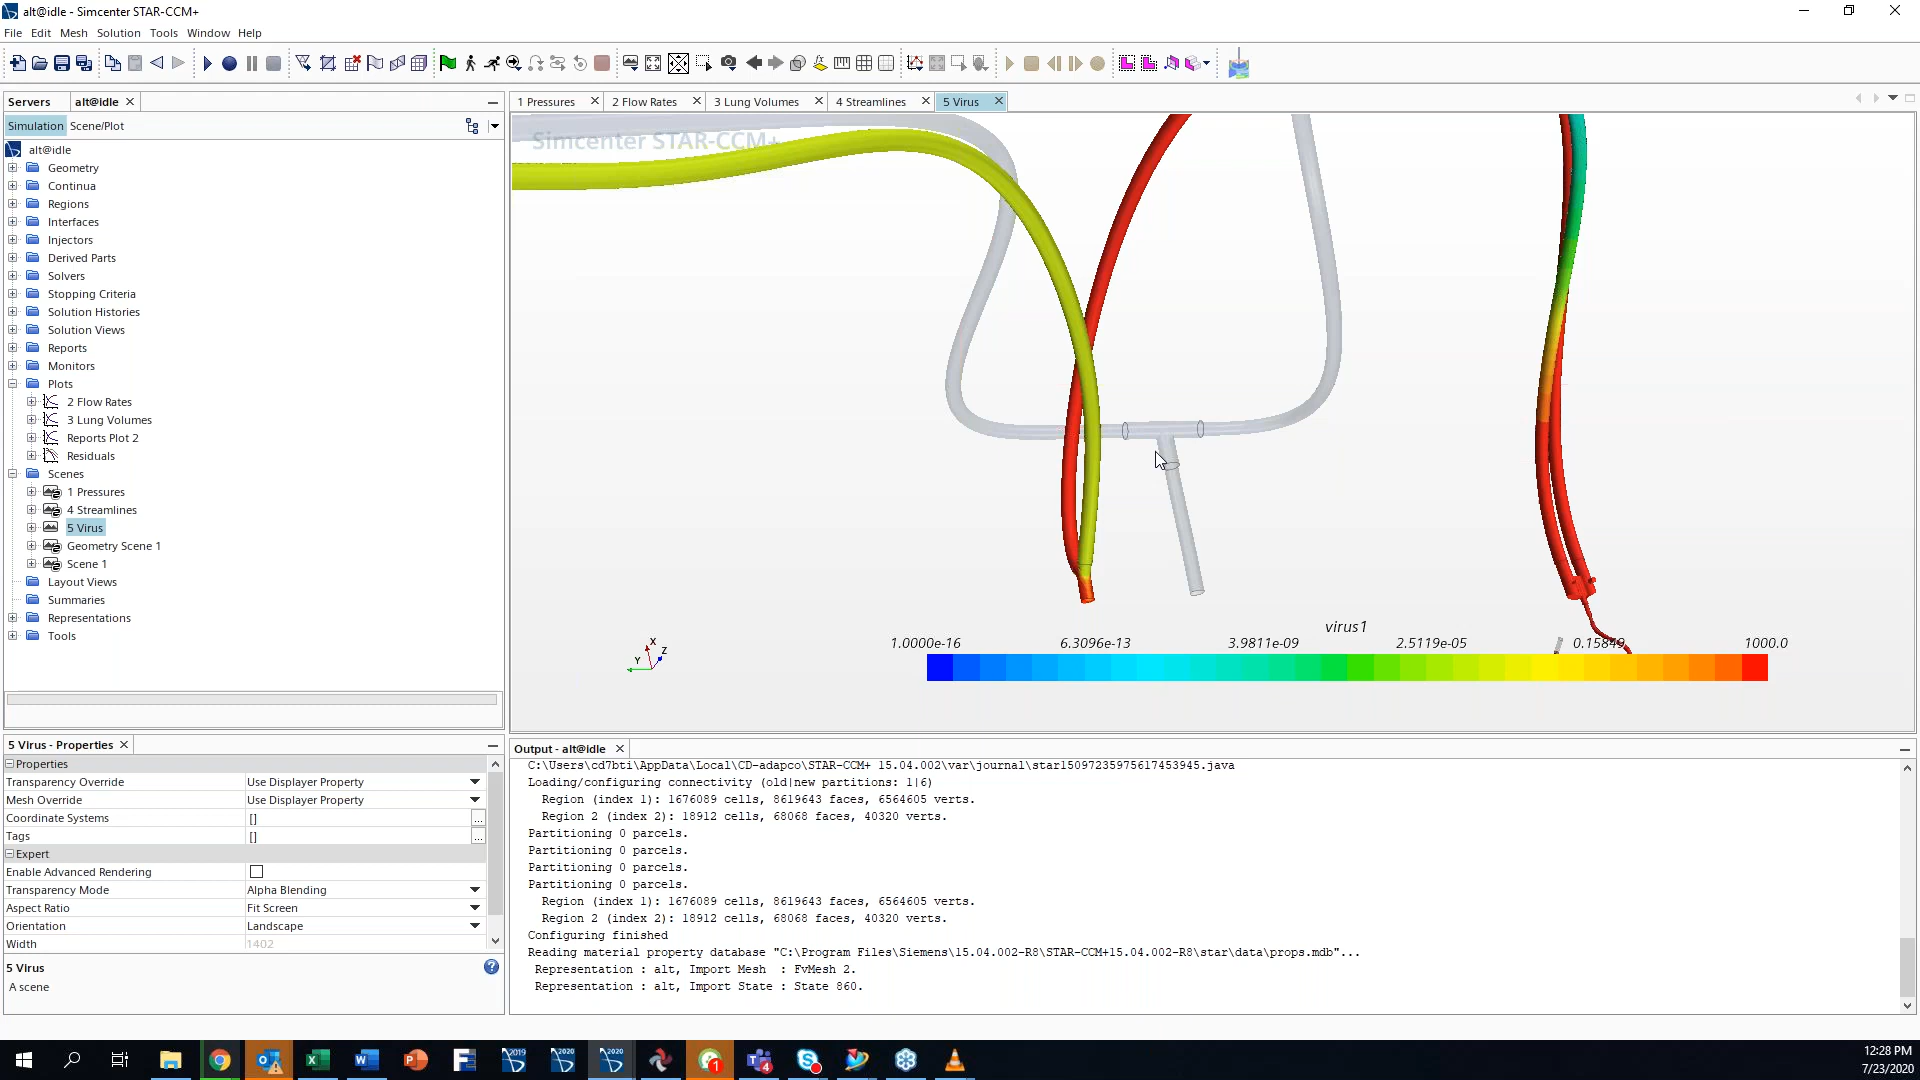 alt@idle - Simcenter STAR-CCM+
File Edit Mesh Solution Tools Window Help
Servers alt@idle
Simulation Scene/Plot
alt@idle
Geometry
Continua
Regions
Interfaces
Injectors
Derived Parts
Solvers
Stopping Criteria
Solution Histories
Solution Views
Reports
Monitors
Plots
2 Flow Rates
3 Lung Volumes
Reports Plot 2
Residuals
Scenes
1 Pressures
4 Streamlines
5 Virus
Geometry Scene 1
Scene 1
Layout Views
Summaries
Representations
Tools
5 Virus - Properties
Properties
Transparency Override Use Displayer Property
Mesh Override Use Displayer Property
Coordinate Systems []
Tags []
Expert
Enable Advanced Rendering
Transparency Mode Alpha Blending
Aspect Ratio Fit Screen
Orientation Landscape
Width 1402
5 Virus
A scene
1 Pressures 2 Flow Rates 3 Lung Volumes 4 Streamlines 5 Virus
Simcenter STAR-CCM+
X
Y
Z
virus1
1.0000e-16 6.3096e-13 3.9811e-09 2.5119e-05 0.15849 1000.0
Output - alt@idle
C:\Users\cd7bti\AppData\Local\CD-adapco\STAR-CCM+ 15.04.002\var\journal\star15097235975617453945.java
Loading/configuring connectivity (old|new partitions: 1|6)
Region (index 1): 1676089 cells, 8619643 faces, 6564605 verts.
Region 2 (index 2): 18912 cells, 68068 faces, 40320 verts.
Partitioning 0 parcels.
Partitioning 0 parcels.
Partitioning 0 parcels.
Partitioning 0 parcels.
Region (index 1): 1676089 cells, 8619643 faces, 6564605 verts.
Region 2 (index 2): 18912 cells, 68068 faces, 40320 verts.
Configuring finished
Reading material property database "C:\Program Files\Siemens\15.04.002-R8\STAR-CCM+15.04.002-R8\star\data\props.mdb"...
Representation : alt, Import Mesh : FvMesh 2.
Representation : alt, Import State : State 860.
2019
2020
2020
1
4
12:28 PM
7/23/2020